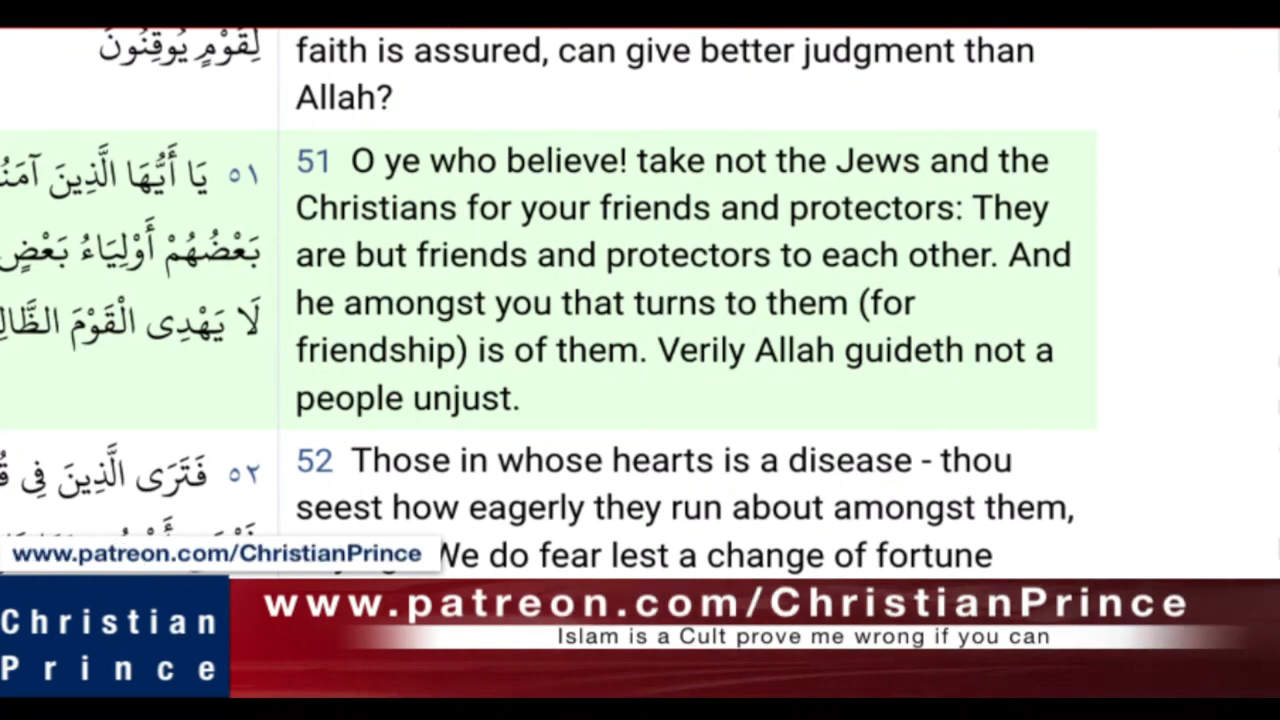 لِقَوْمٍ يُوقِنُونَ
faith is assured, can give better judgment than
Allah?
٥١ يَا أَيُّهَا الَّذِينَ
بَعْضُهُمْ أَوْلِيَاءُ بَعْضٍ
لَا يَهْدِى الْقَوْمَ
51 O ye who believe! take not the Jews and the
Christians for your friends and protectors: They
are but friends and protectors to each other. And
he amongst you that turns to them (for
friendship) is of them. Verily Allah guideth not a
people unjust.
٥٢ فَتَرَى الَّذِينَ فِى
52 Those in whose hearts is a disease - thou
seest how eagerly they run about amongst them,
We do fear lest a change of fortune
www.patreon.com/ChristianPrince
Christian
Prince
www.patreon.com/ChristianPrince
Islam is a Cult prove me wrong if you can